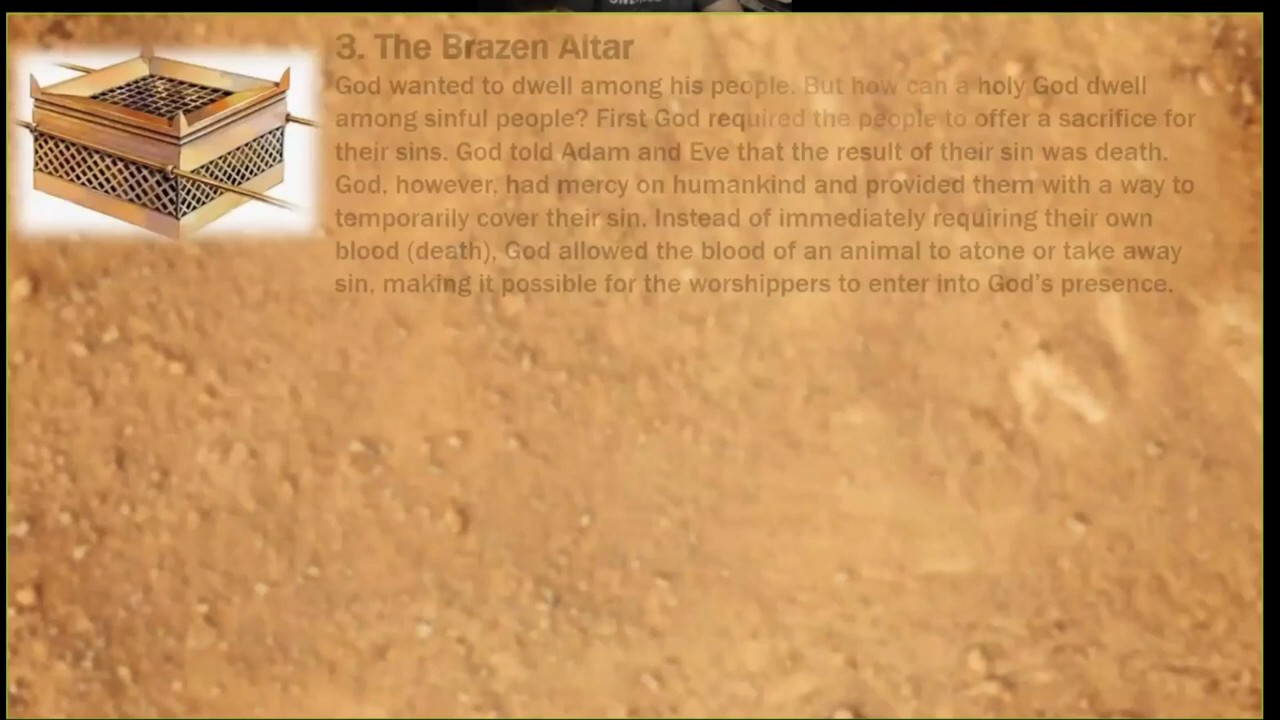 3. The Brazen Altar
God wanted to dwell among his people. But how can a holy God dwell
among sinful people? First God required the people to offer a sacrifice for
their sins. God told Adam and Eve that the result of their sin was death.
God, however, had mercy on humankind and provided them with a way to
temporarily cover their sin. Instead of immediately requiring their own
blood (death), God allowed the blood of an animal to atone or take away
sin, making it possible for the worshippers to enter into God's presence.